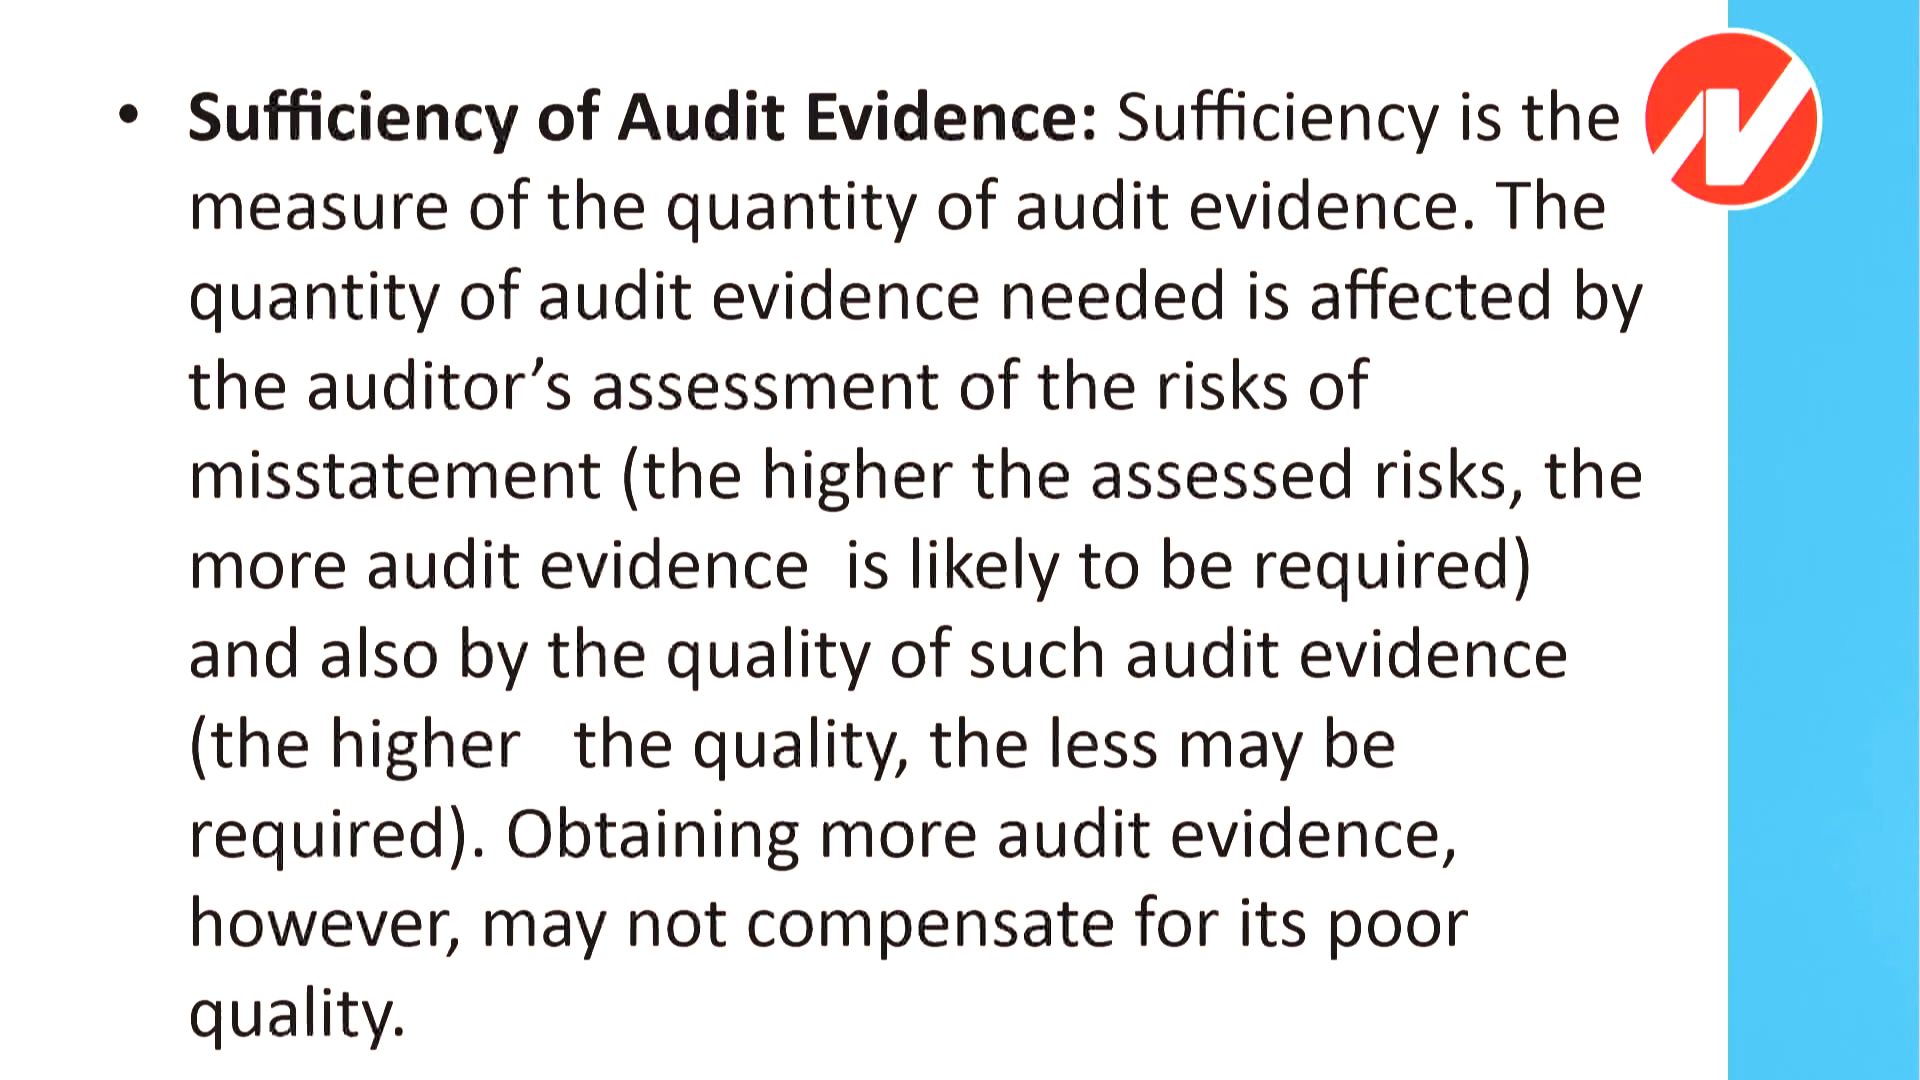 • Sufficiency of Audit Evidence: Sufficiency is the
measure of the quantity of audit evidence. The
quantity of audit evidence needed is affected by
the auditor’s assessment of the risks of
misstatement (the higher the assessed risks, the
more audit evidence  is likely to be required)
and also by the quality of such audit evidence
(the higher   the quality, the less may be
required). Obtaining more audit evidence,
however, may not compensate for its poor
quality.